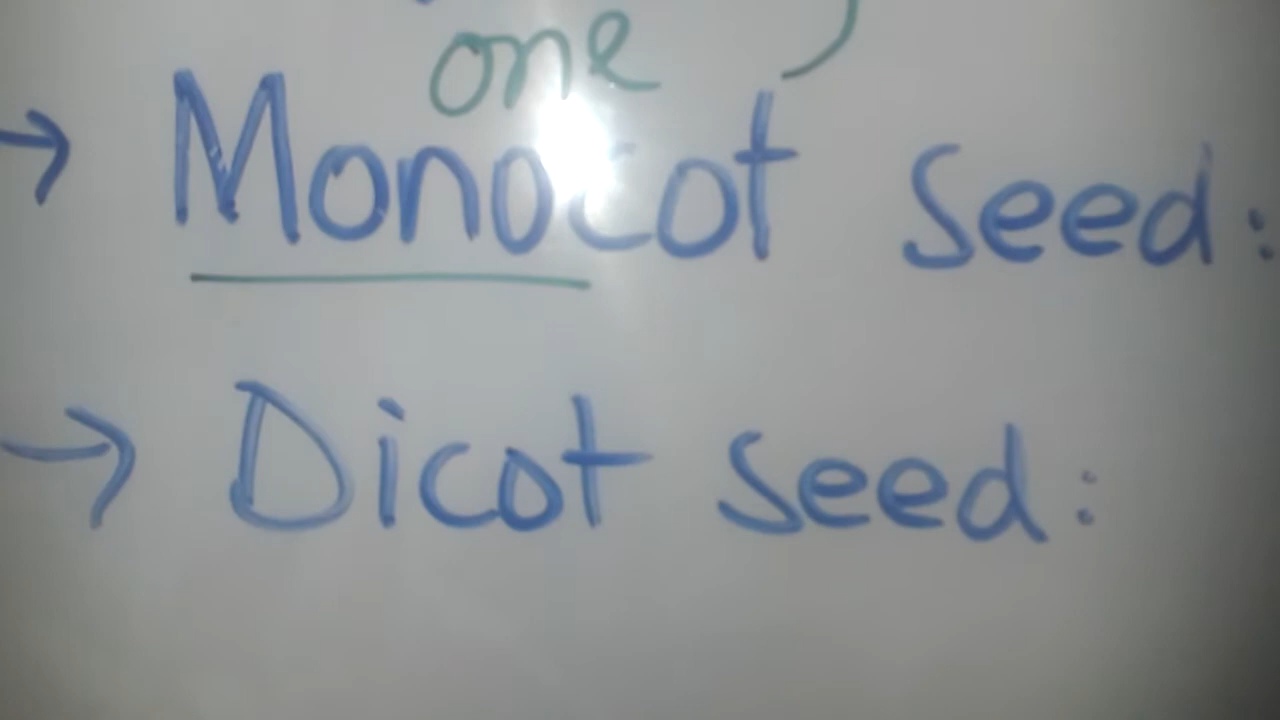 one
→ Monocot seed:
→ Dicot seed: